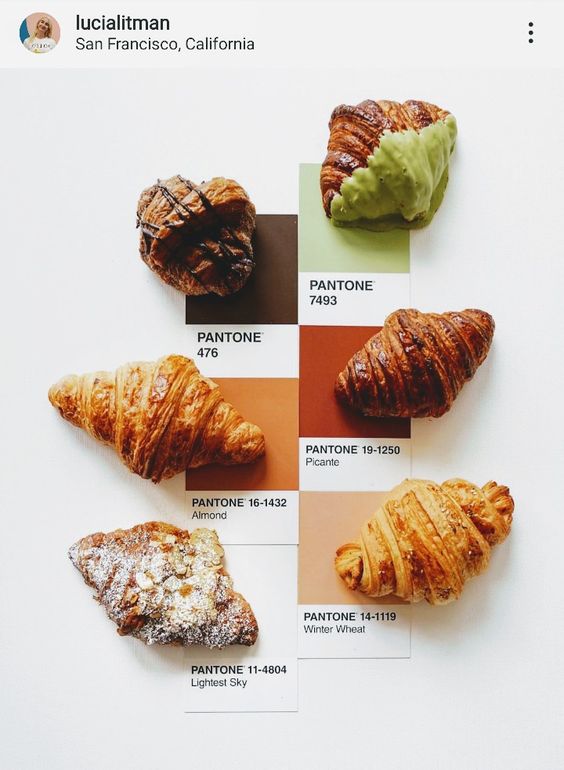 lucialitman
San Francisco, California
PANTONE
7493
PANTONE
476
PANTONE 19-1250
Picante
PANTONE 16-1432
Almond
PANTONE 14-1119
Winter Wheat
PANTONE 11-4804
Lightest Sky